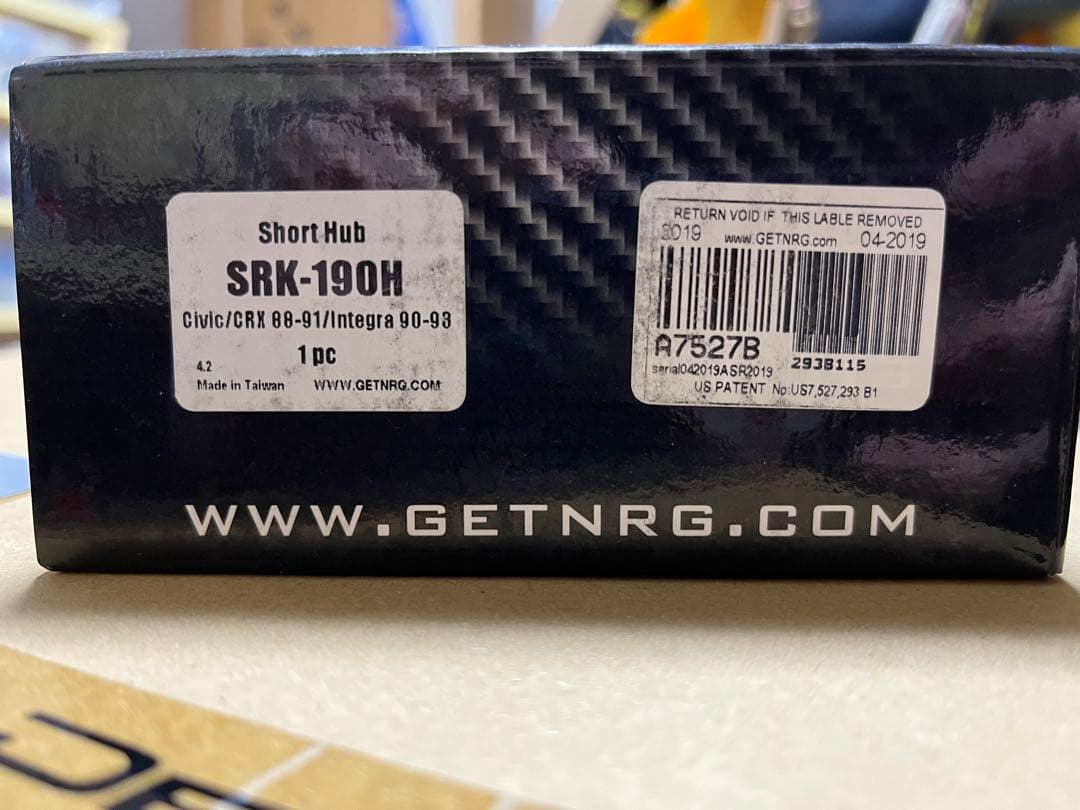 Short Hub
SRK-190H
Civic/CRX 88-91/Integra 90-93
1 pc
4.2
Made in Taiwan WWW.GETNRG.COM
RETURN VOID IF THIS LABLE REMOVED
2019 www.GETNRG.com 04-2019
A7527B
293B115
serial042019ASR2019
US PATENT No:US7,527,293 B1
WWW.GETNRG.COM